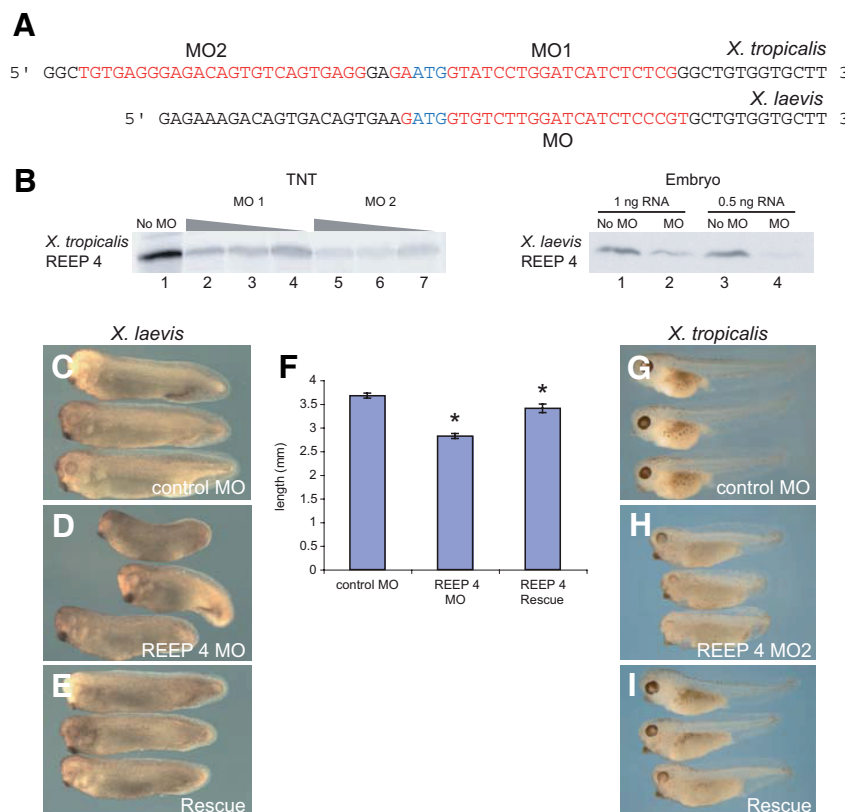 A
MO2 MO1 X. tropicalis
5' GGCTGTGAGGGAGACAGTGTCAGTGAGGGAGAGAATGGTATCCTGGATCATCTCTCGGGCTGTGGTGCTT 3
X. laevis
5' GAGAAAGACAGTGACAGTGAAGATGGTGTCTTGGATCATCTCCCGTGCTGTGGTGCTT 3
MO
B
TNT
No MO MO 1 MO 2
X. tropicalis
REEP 4
1 2 3 4 5 6 7
Embryo
1 ng RNA 0.5 ng RNA
No MO MO No MO MO
X. laevis
REEP 4
1 2 3 4
X. laevis
C
control MO
D
REEP 4 MO
E
Rescue
F
length (mm)
4
3.5
3
2.5
2
1.5
1
0.5
0
* *
control MO REEP 4 REEP 4
MO Rescue
X. tropicalis
G
control MO
H
REEP 4 MO2
I
Rescue